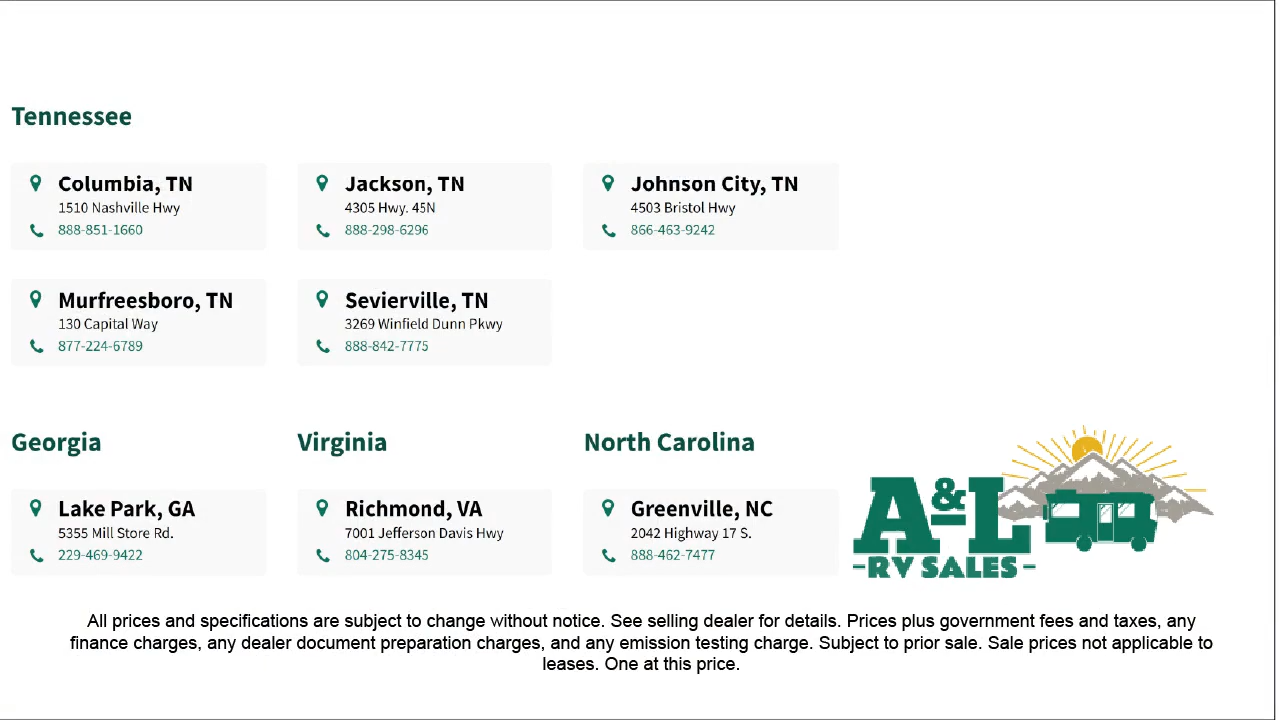 Tennessee
Columbia, TN
1510 Nashville Hwy
888-851-1660
Jackson, TN
4305 Hwy. 45N
888-298-6296
Johnson City, TN
4503 Bristol Hwy
866-463-9242
Murfreesboro, TN
130 Capital Way
877-224-6789
Sevierville, TN
3269 Winfield Dunn Pkwy
888-842-7775
Georgia
Lake Park, GA
5355 Mill Store Rd.
229-469-9422
Virginia
Richmond, VA
7001 Jefferson Davis Hwy
804-275-8345
North Carolina
Greenville, NC
2042 Highway 17 S.
888-462-7477
A&L
-RV SALES-
All prices and specifications are subject to change without notice. See selling dealer for details. Prices plus government fees and taxes, any
finance charges, any dealer document preparation charges, and any emission testing charge. Subject to prior sale. Sale prices not applicable to
leases. One at this price.